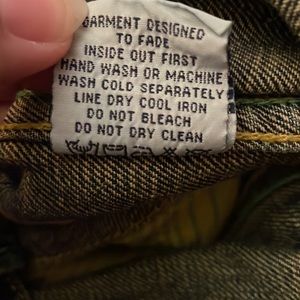 GARMENT DESIGNED
TO FADE
INSIDE OUT FIRST
HAND WASH OR MACHINE
WASH COLD SEPARATELY
LINE DRY COOL IRON
DO NOT BLEACH
DO NOT DRY CLEAN